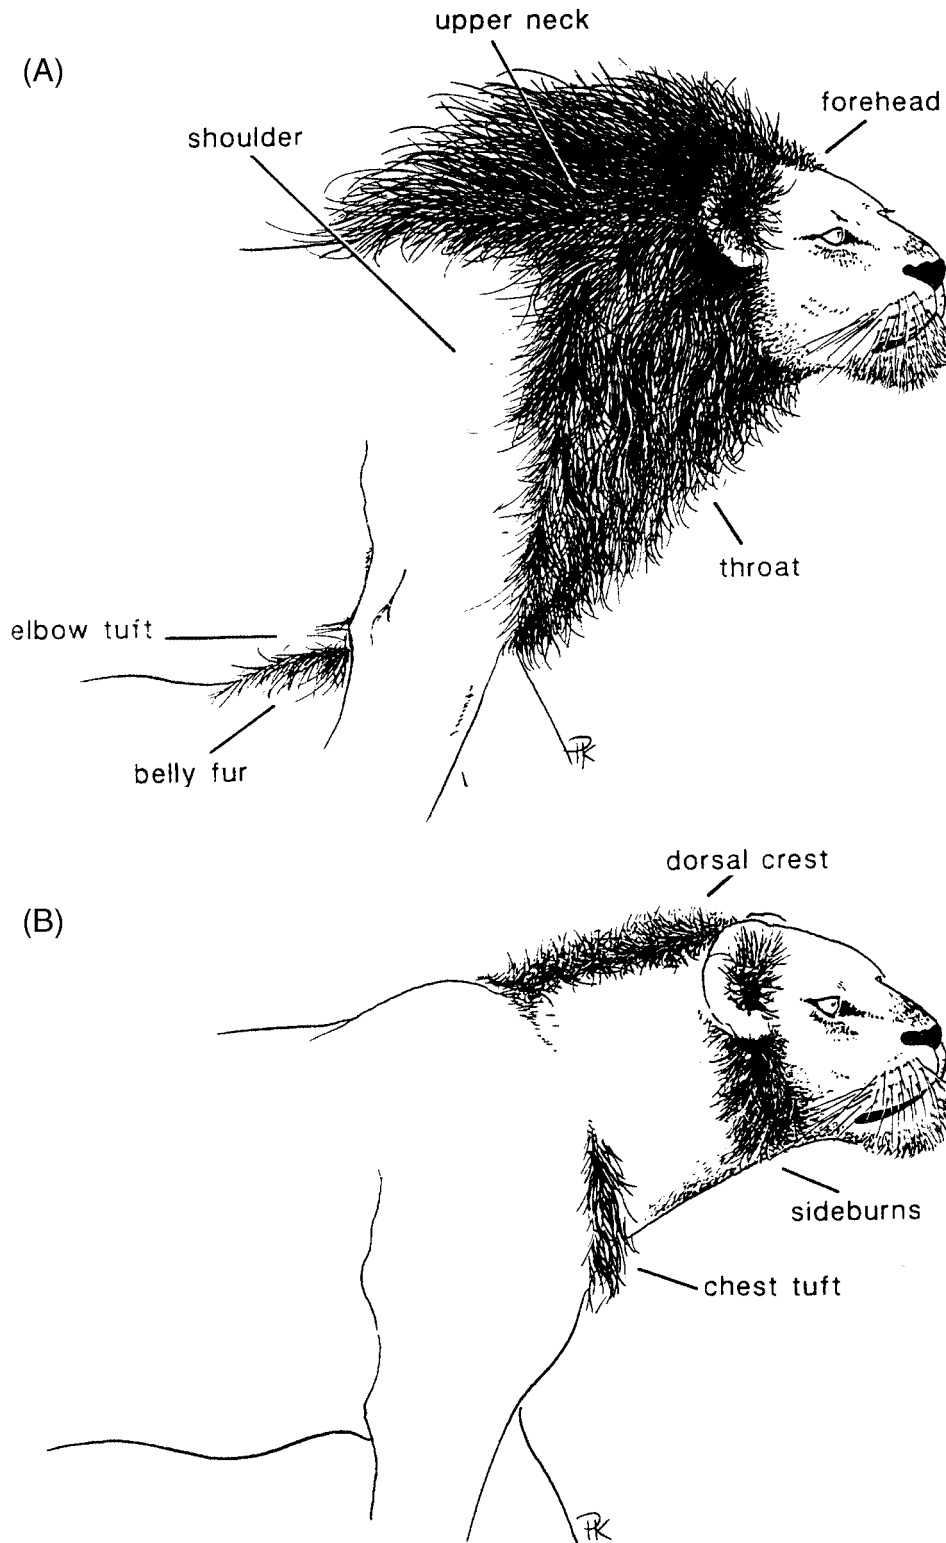 upper neck
(A)
forehead
shoulder
throat
elbow tuft
belly fur
PK
dorsal crest
(B)
sideburns
chest tuft
PK